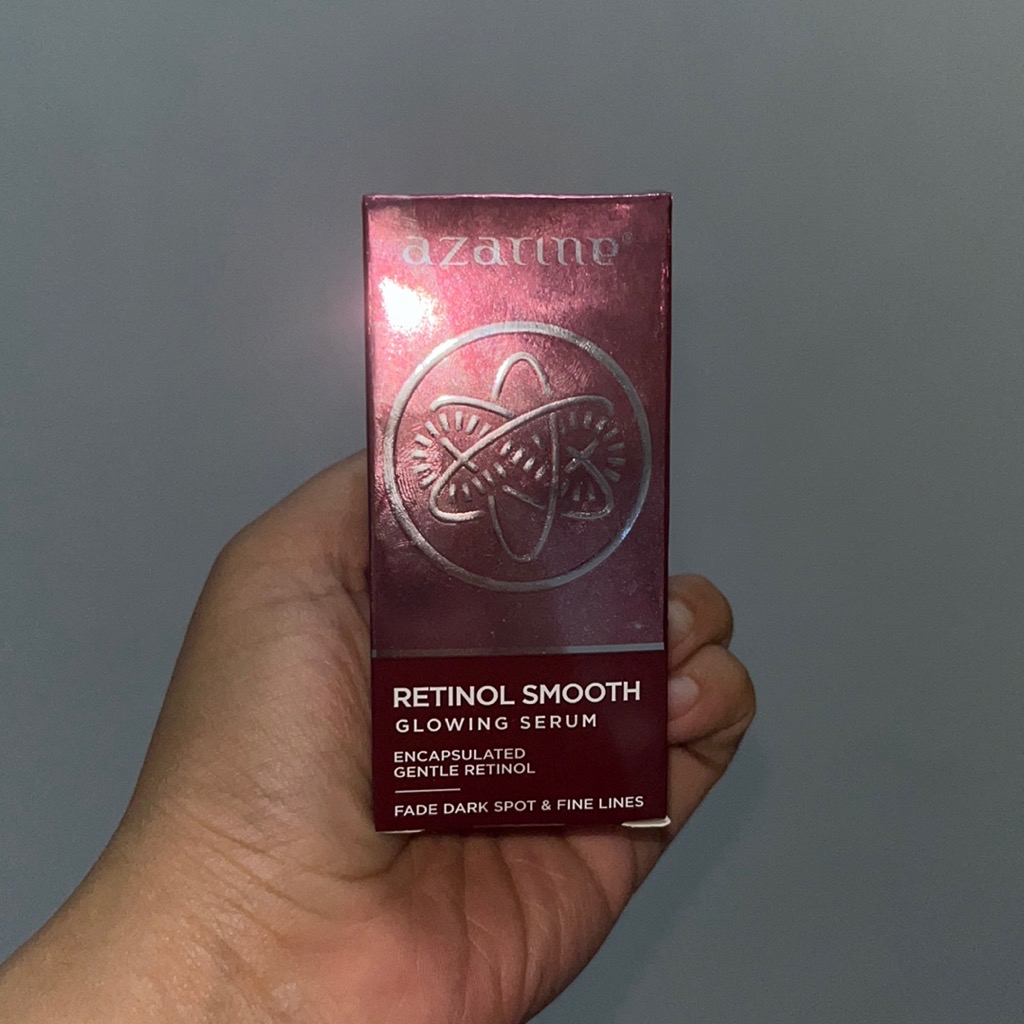 azarine®
RETINOL SMOOTH
GLOWING SERUM
ENCAPSULATED
GENTLE RETINOL
FADE DARK SPOT & FINE LINES